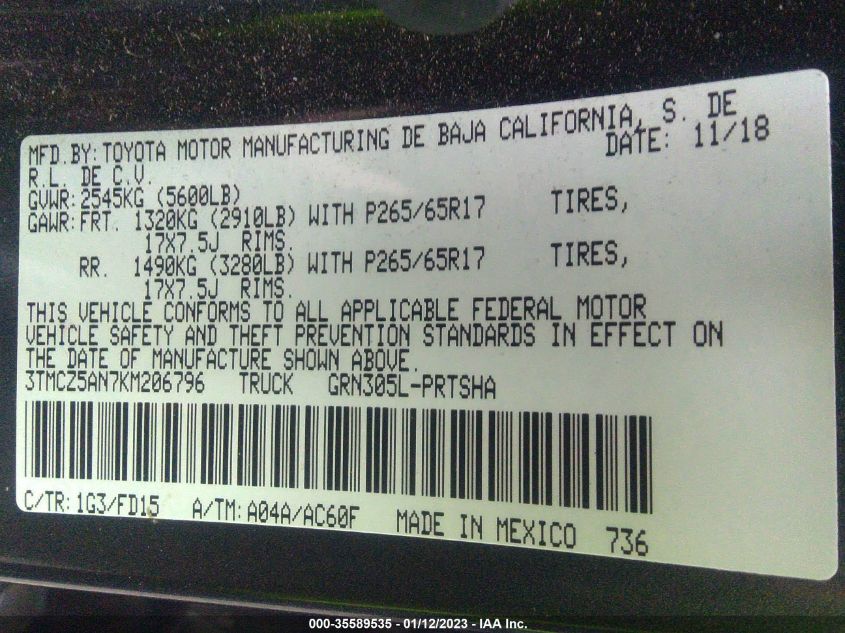 MFD.BY:TOYOTA MOTOR MANUFACTURING DE BAJA CALIFORNIA, S. DE
R.L. DE C.V. DATE: 11/18
GVWR:2545KG (5600LB)
GAWR:FRT. 1320KG (2910LB) WITH P265/65R17 TIRES,
17X7.5J RIMS.
RR. 1490KG (3280LB) WITH P265/65R17 TIRES,
17X7.5J RIMS.
THIS VEHICLE CONFORMS TO ALL APPLICABLE FEDERAL MOTOR
VEHICLE SAFETY AND THEFT PREVENTION STANDARDS IN EFFECT ON
THE DATE OF MANUFACTURE SHOWN ABOVE.
3TMCZ5AN7KM206796 TRUCK GRN305L-PRTSHA
C/TR:1G3/FD15 A/TM:A04A/AC60F MADE IN MEXICO 736
000-35589535 - 01/12/2023 - IAA Inc.